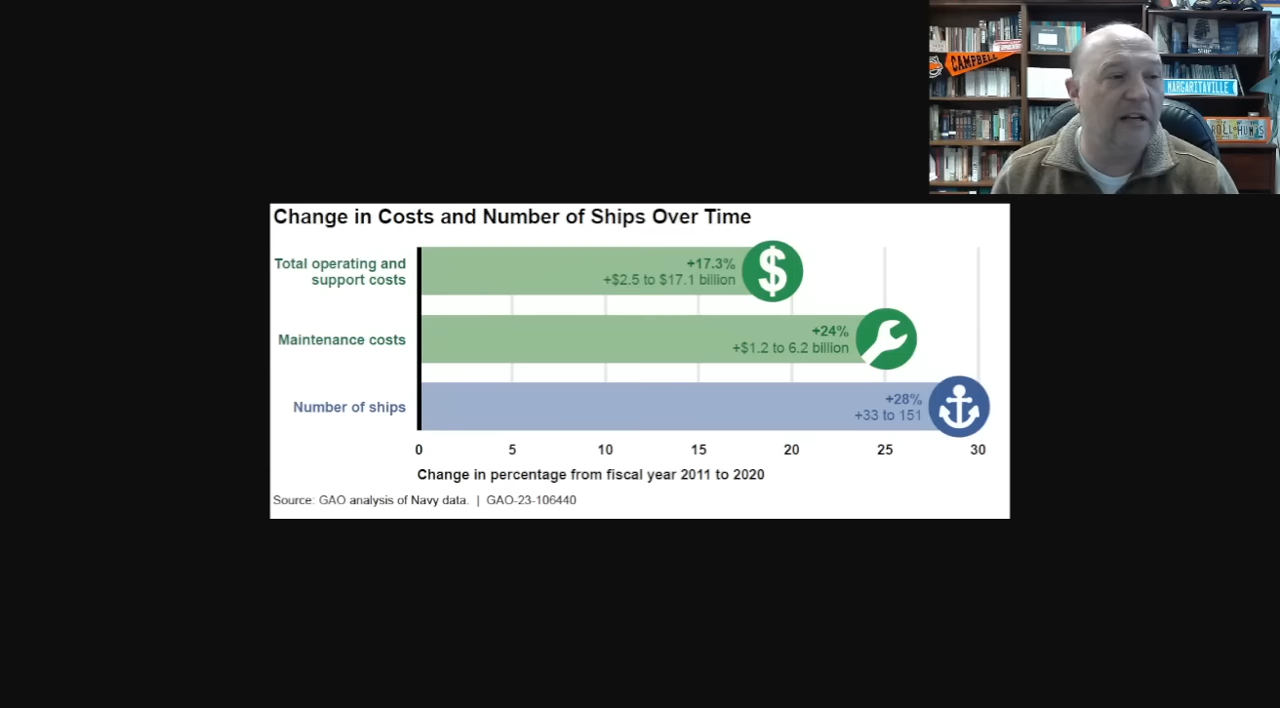 CAMPBELL
MARGARITAVILLE
Change in Costs and Number of Ships Over Time
Total operating and
support costs
+17.3%
+$2.5 to $17.1 billion
Maintenance costs
+24%
+$1.2 to 6.2 billion
Number of ships
+28%
+33 to 151
0 5 10 15 20 25 30
Change in percentage from fiscal year 2011 to 2020
Source: GAO analysis of Navy data. | GAO-23-106440